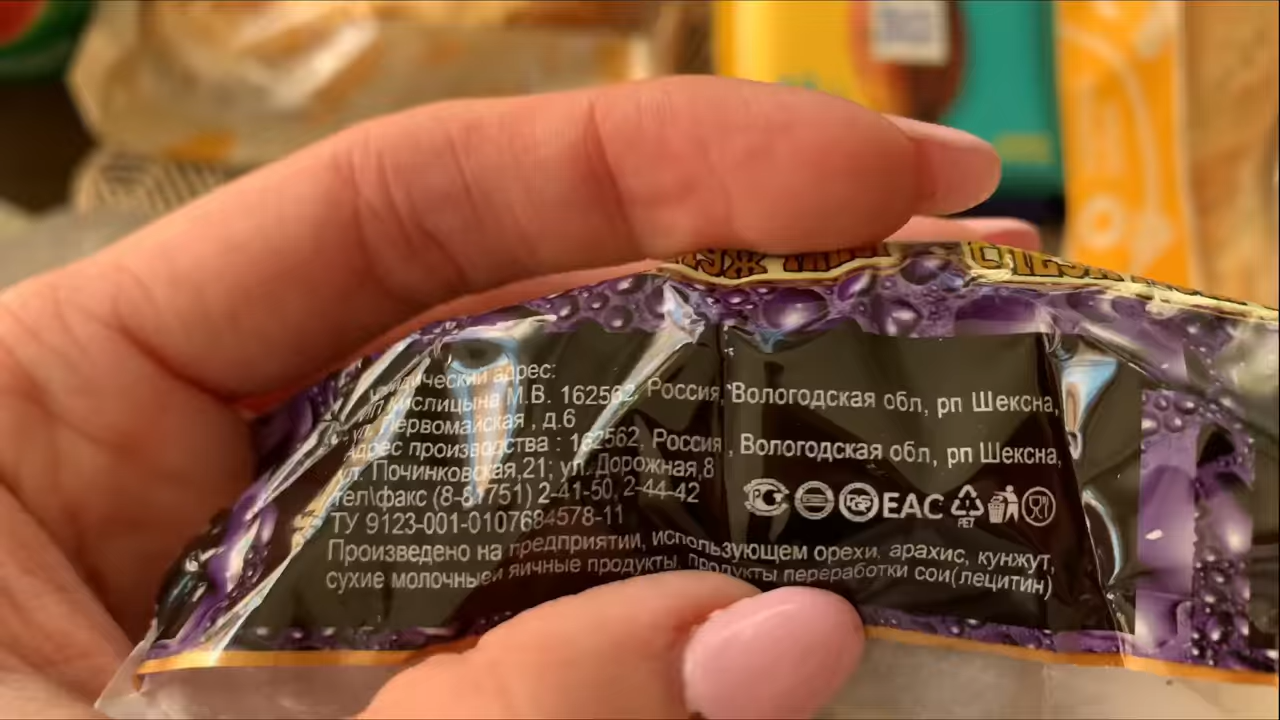 Юридический адрес:
ИП Кислицына М.В. 162562, Россия, Вологодская обл, рп Шексна,
ул. Первомайская , д.6
Адрес производства : 162562, Россия , Вологодская обл, рп Шексна,
ул. Починковская,21; ул. Дорожная,8
тел\факс (8-81751) 2-41-50, 2-44-42
ТУ 9123-001-0107684578-11
EAC
PET
Произведено на предприятии, использующем орехи, арахис, кунжут,
сухие молочныеи яичные продукты, продукты переработки сои(лецитин)